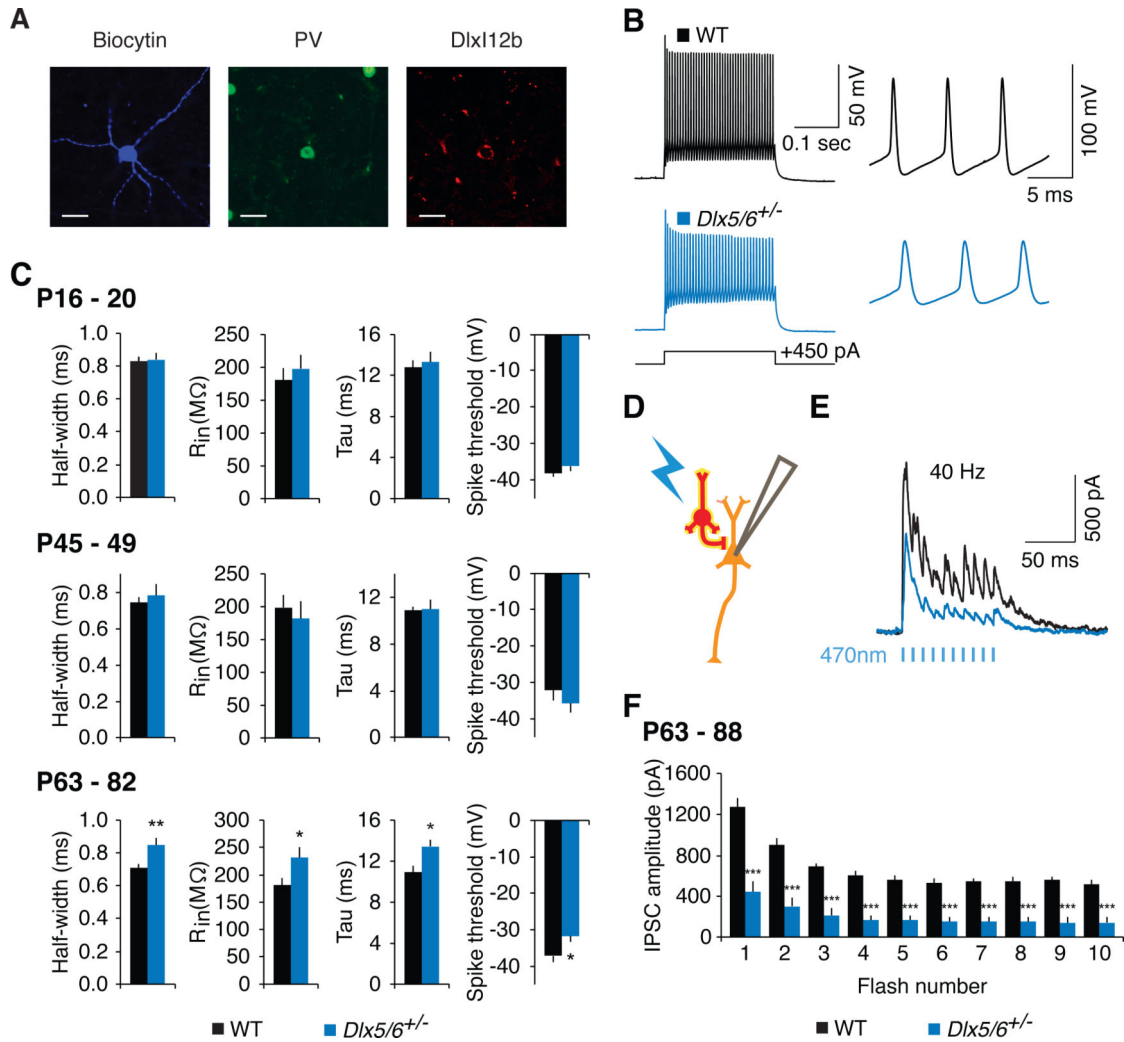 A
Biocytin
PV
DlxI12b
B
WT
50 mV
0.1 sec
100 mV
5 ms
Dlx5/6+/-
+450 pA
C
P16 - 20
Half-width (ms)
1.0
0.8
0.6
0.4
0.2
0.0
Rin(MΩ)
250
200
150
100
50
0
Tau (ms)
16
12
8
4
0
Spike threshold (mV)
0
-10
-20
-30
-40
P45 - 49
Half-width (ms)
0.8
0.6
0.4
0.2
0.0
Rin(MΩ)
250
200
150
100
50
0
Tau (ms)
12
8
4
0
Spike threshold (mV)
0
-10
-20
-30
-40
P63 - 82
Half-width (ms)
1.0
0.8
0.6
0.4
0.2
0.0
**
Rin(MΩ)
300
250
200
150
100
50
0
*
Tau (ms)
16
12
8
4
0
*
Spike threshold (mV)
0
-10
-20
-30
-40
*
WT
Dlx5/6+/-
D
E
40 Hz
500 pA
50 ms
470nm
F
P63 - 88
IPSC amplitude (pA)
1600
1200
800
400
0
*** *** *** *** *** *** *** *** *** ***
1 2 3 4 5 6 7 8 9 10
Flash number
WT
Dlx5/6+/-